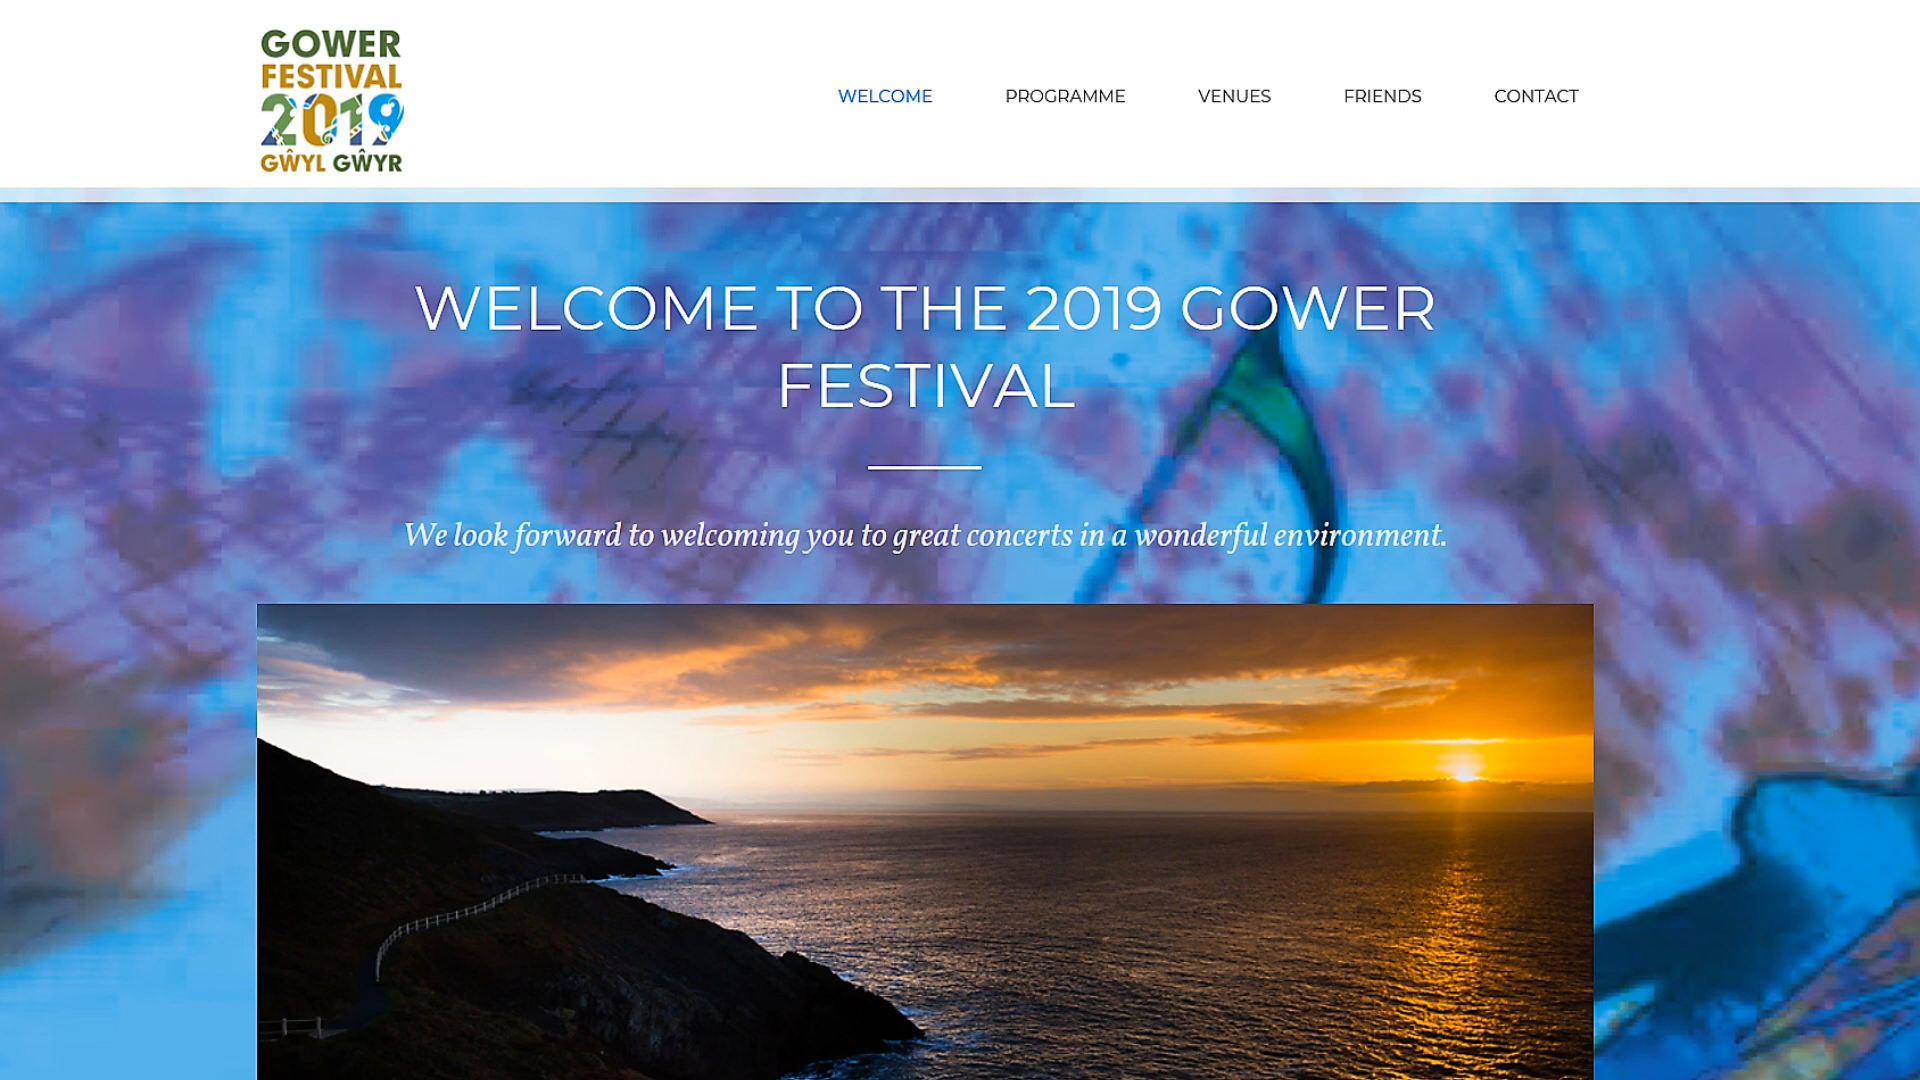 GOWER
FESTIVAL
2019
GŴYL GŴYR
WELCOME PROGRAMME VENUES FRIENDS CONTACT
WELCOME TO THE 2019 GOWER
FESTIVAL
We look forward to welcoming you to great concerts in a wonderful environment.